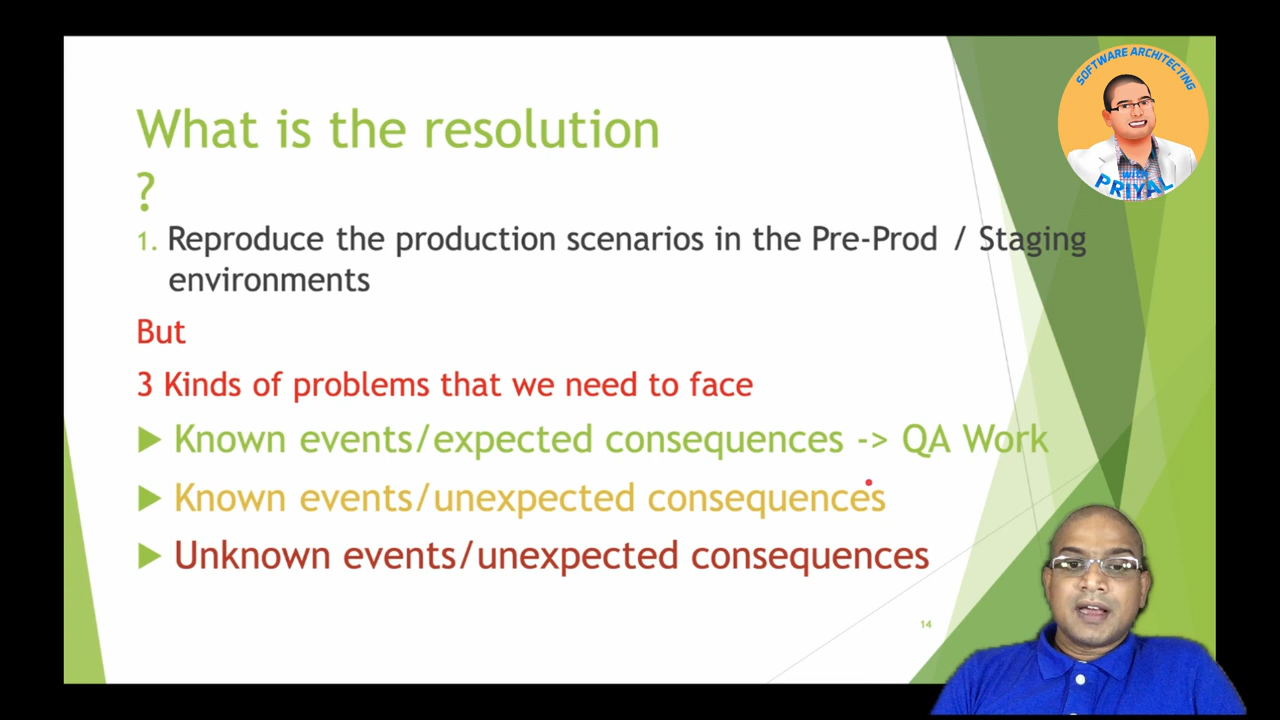 What is the resolution
?
1. Reproduce the production scenarios in the Pre-Prod / Staging
environments
But
3 Kinds of problems that we need to face
▶ Known events/expected consequences -> QA Work
▶ Known events/unexpected consequences
▶ Unknown events/unexpected consequences
14
SOFTWARE ARCHITECTING
WITH
PRIYAL